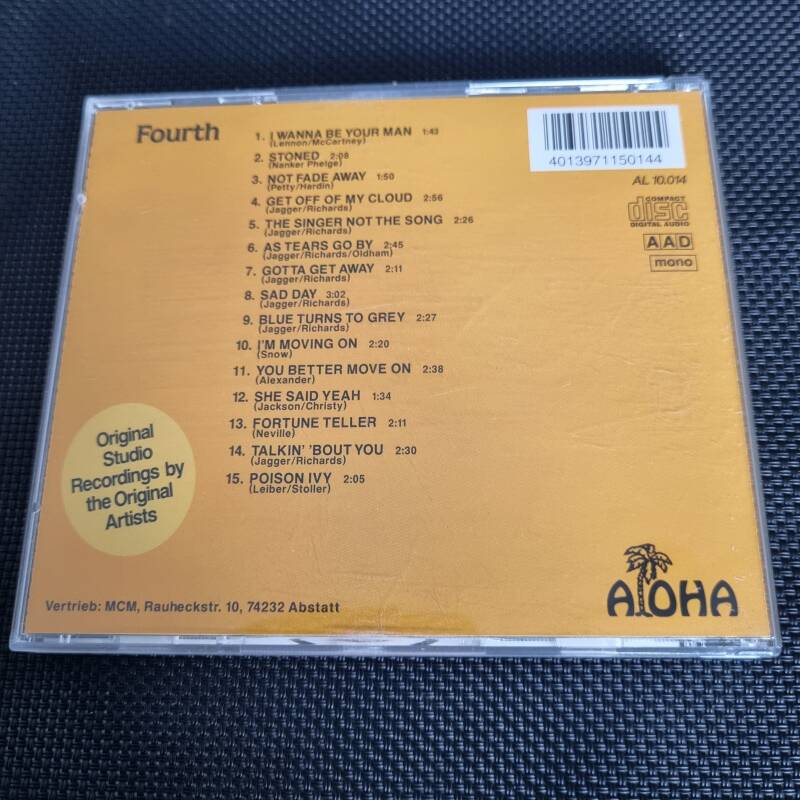 Fourth
1. I WANNA BE YOUR MAN 1:43
(Lennon/McCartney)
2. STONED 2:08
(Nanker Phelge)
3. NOT FADE AWAY 1:50
(Petty/Hardin)
4. GET OFF OF MY CLOUD 2:56
(Jagger/Richards)
5. THE SINGER NOT THE SONG 2:26
(Jagger/Richards)
6. AS TEARS GO BY 2:45
(Jagger/Richards/Oldham)
7. GOTTA GET AWAY 2:11
(Jagger/Richards)
8. SAD DAY 3:02
(Jagger/Richards)
9. BLUE TURNS TO GREY 2:27
(Jagger/Richards)
10. I'M MOVING ON 2:20
(Snow)
11. YOU BETTER MOVE ON 2:38
(Alexander)
12. SHE SAID YEAH 1:34
(Jackson/Christy)
13. FORTUNE TELLER 2:11
(Neville)
14. TALKIN' 'BOUT YOU 2:30
(Jagger/Richards)
15. POISON IVY 2:05
(Leiber/Stoller)
4013971150144
AL 10.014
COMPACT
disc
DIGITAL AUDIO
AAD
mono
Original
Studio
Recordings by
the Original
Artists
Vertrieb: MCM, Rauheckstr. 10, 74232 Abstatt
ALOHA